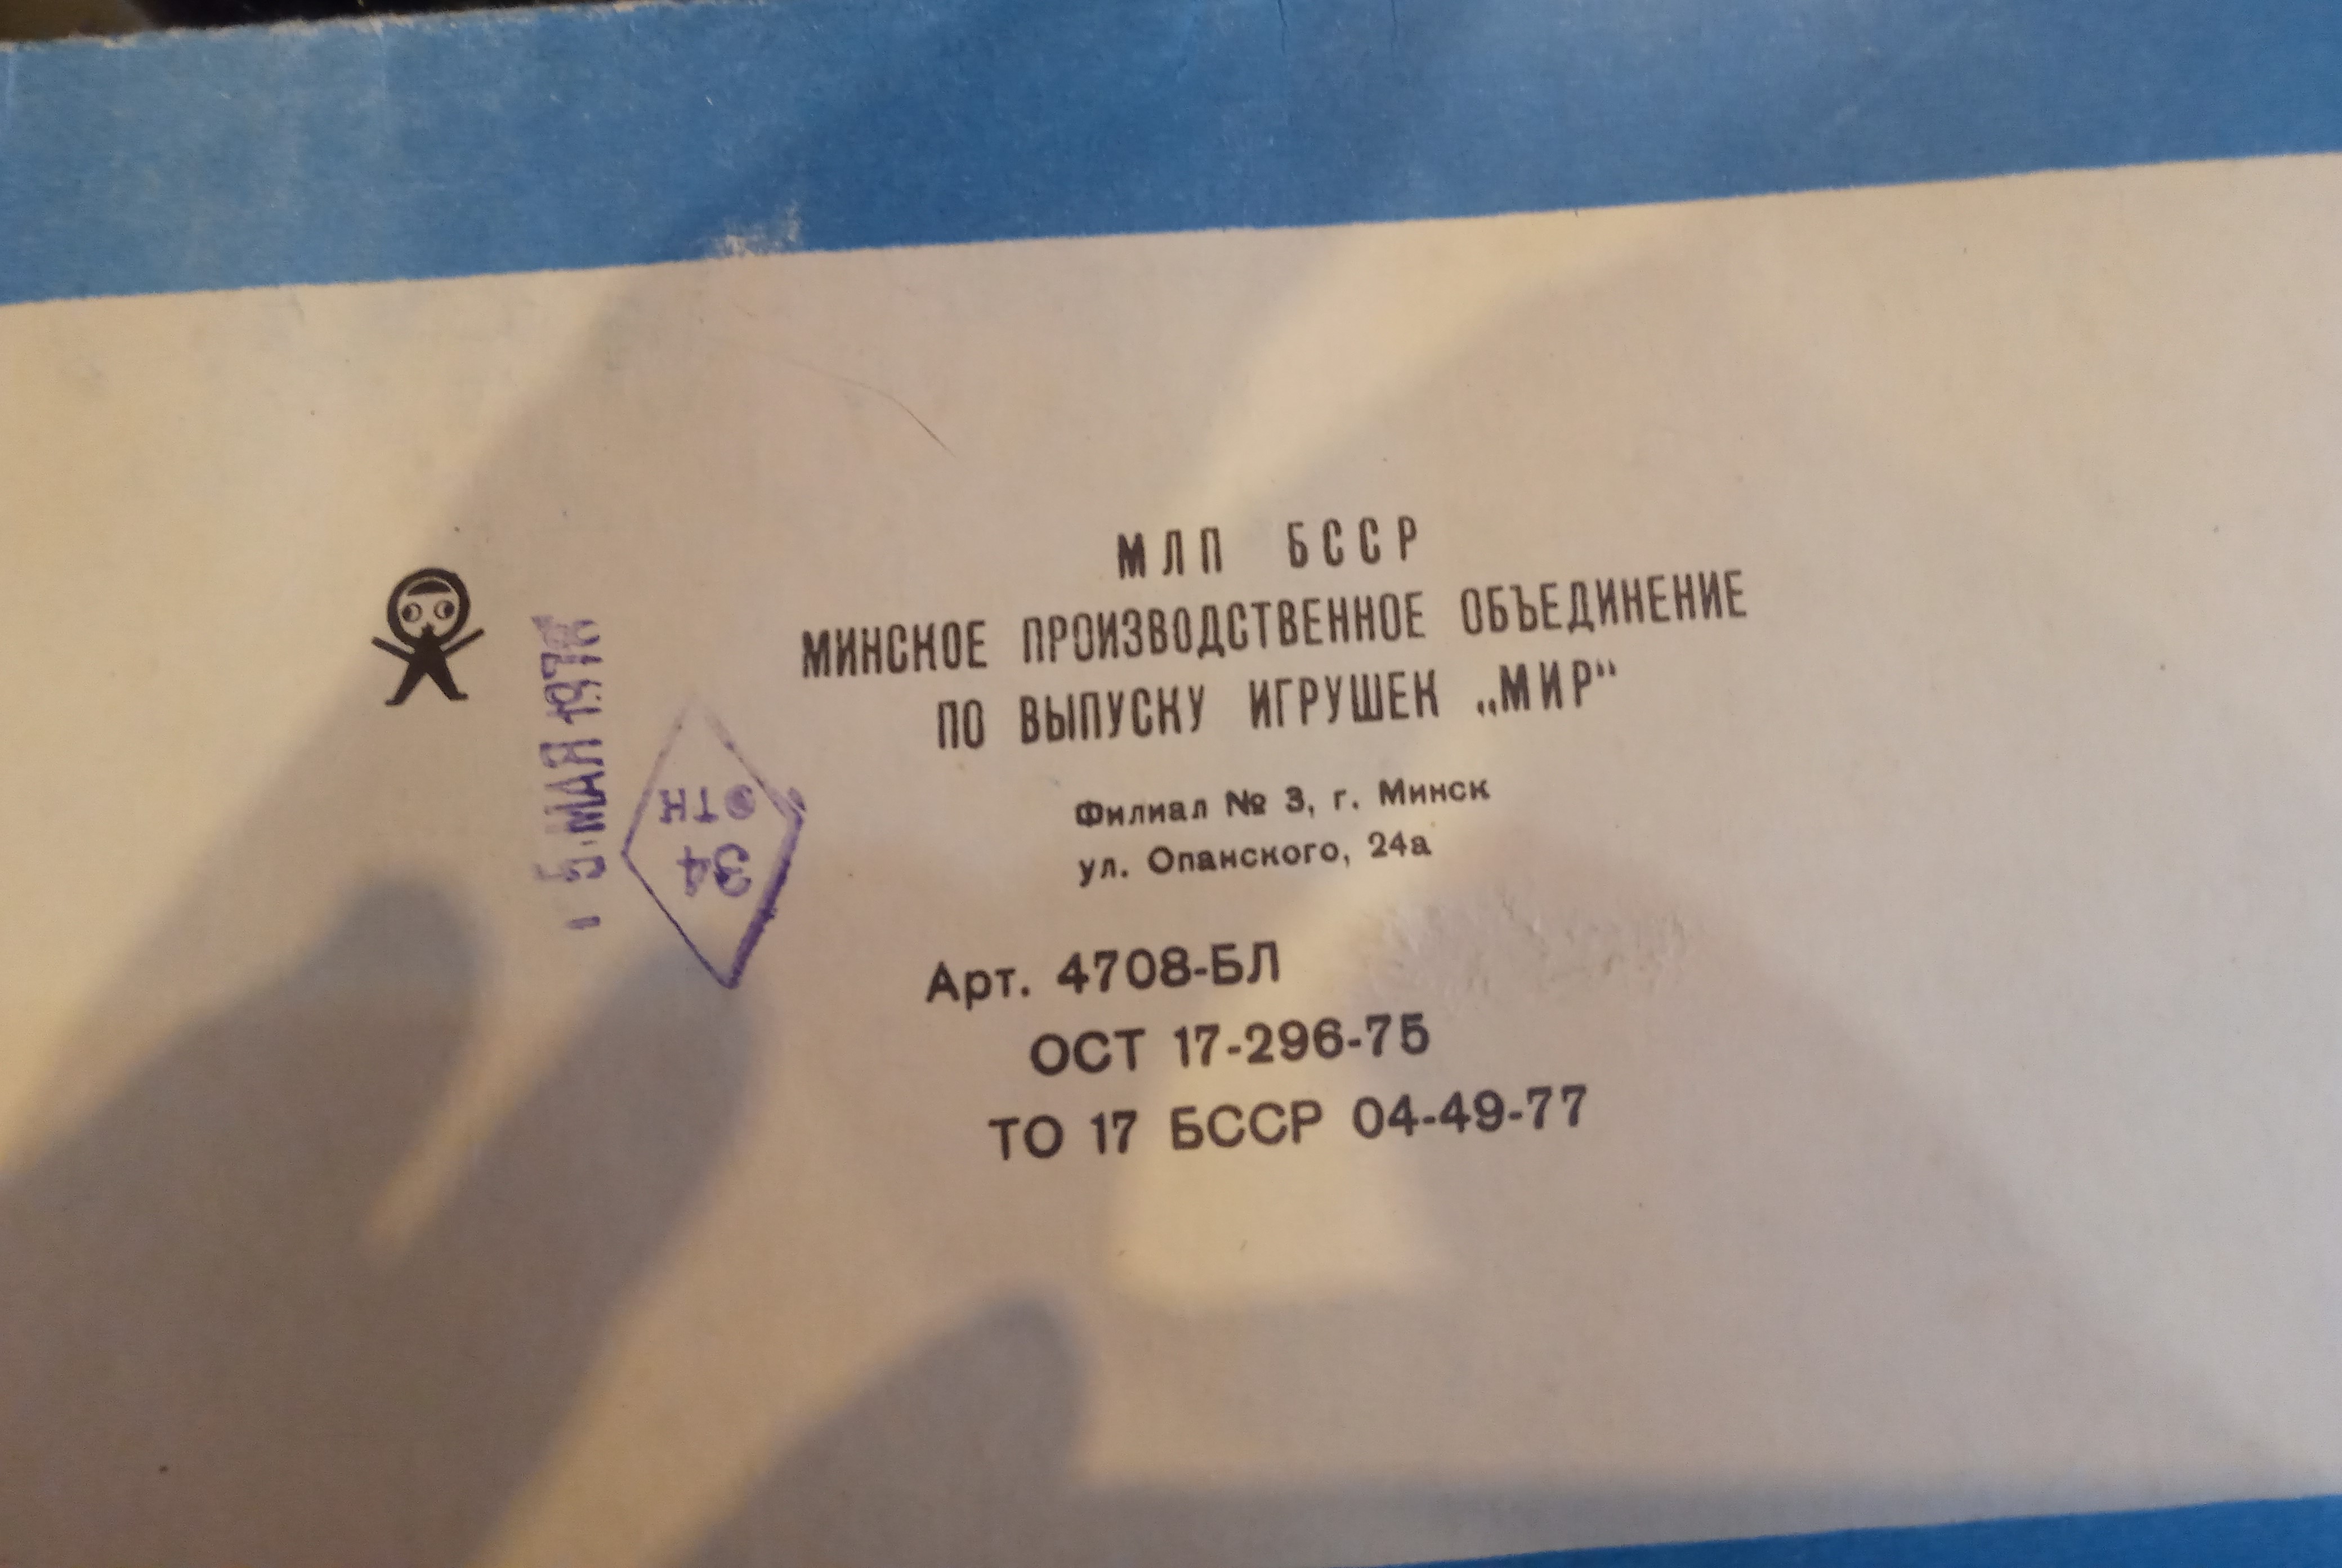 МЛП БССР
МИНСКОЕ ПРОИЗВОДСТВЕННОЕ ОБЪЕДИНЕНИЕ
ПО ВЫПУСКУ ИГРУШЕК „МИР“
Филиал № 3, г. Минск
ул. Опанского, 24а
Арт. 4708-БЛ
ОСТ 17-296-75
ТО 17 БССР 04-49-77
МАЯ
ОТК
34